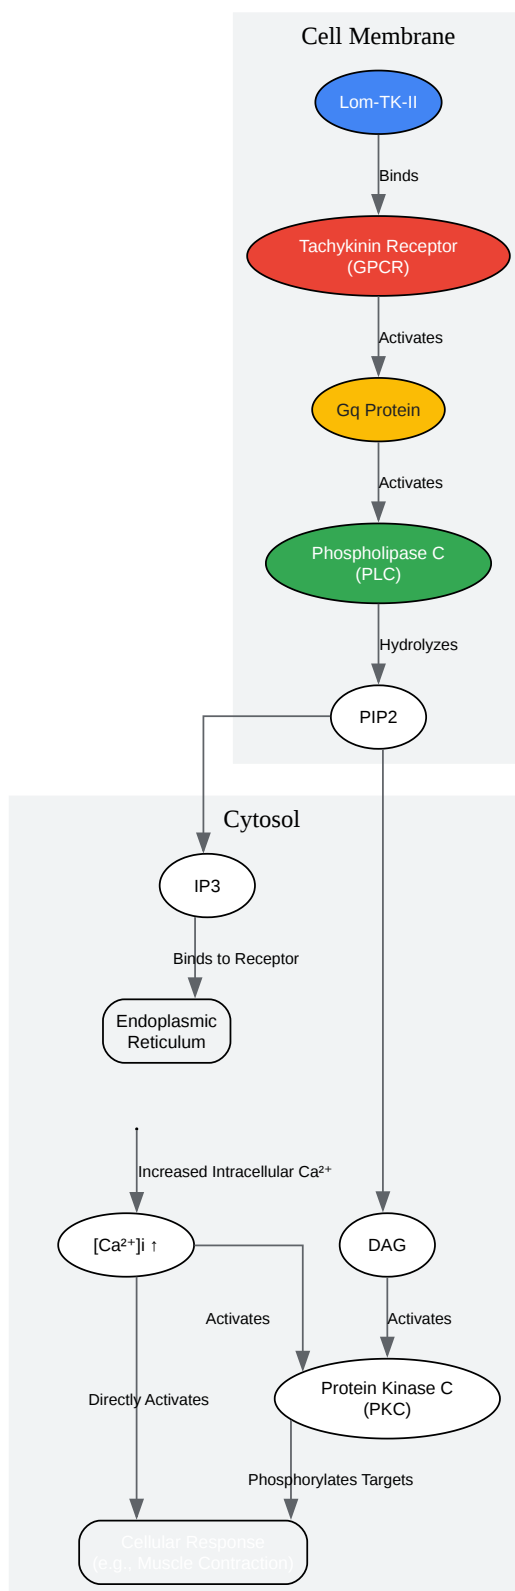 Cell Membrane
Lom-TK-II
Binds
Tachykinin Receptor
(GPCR)
Activates
Gq Protein
Activates
Phospholipase C
(PLC)
Hydrolyzes
PIP2
Cytosol
IP3
Binds to Receptor
Endoplasmic
Reticulum
Increased Intracellular Ca²⁺
[Ca²⁺]i ↑
DAG
Activates
Activates
Protein Kinase C
(PKC)
Directly Activates
Phosphorylates Targets
Cellular Response
(e.g., Muscle Contraction)